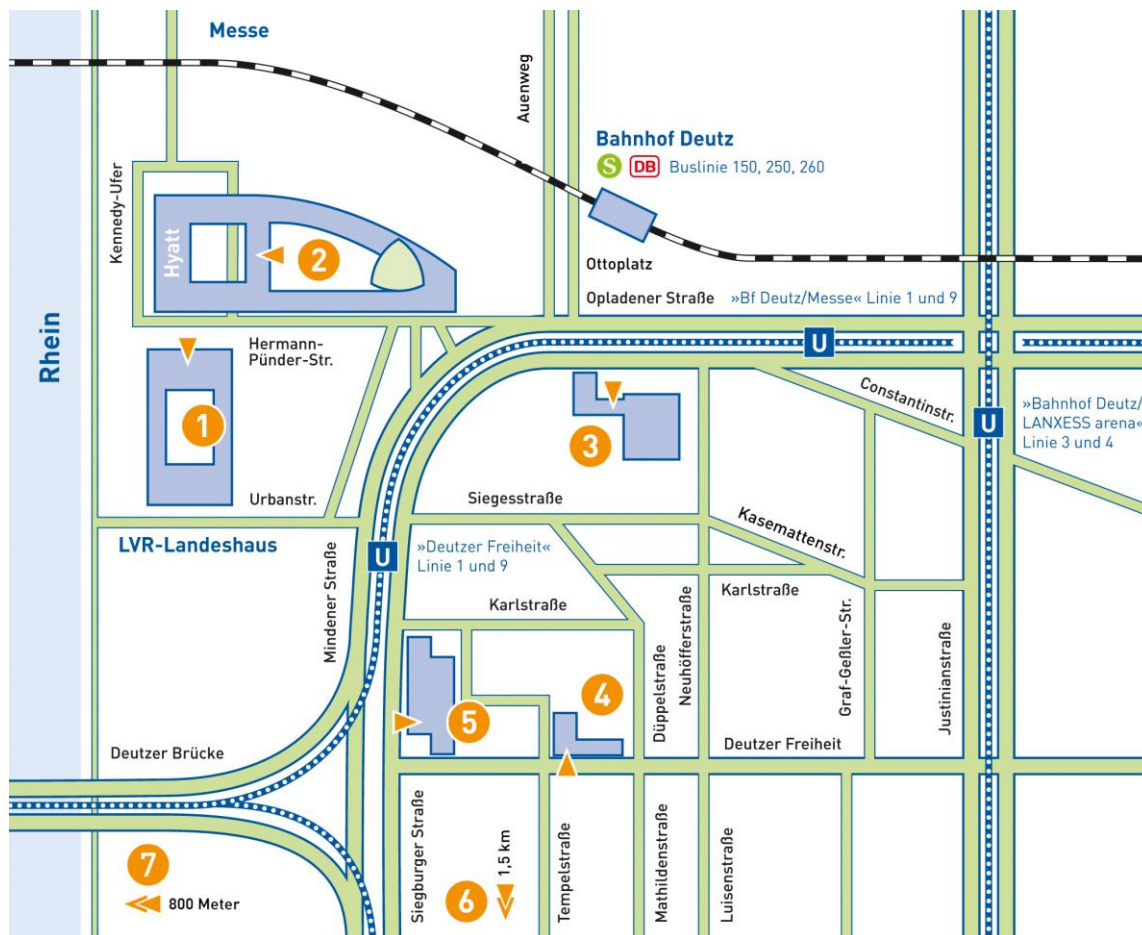 Messe
Auenweg
Bahnhof Deutz
S DB Buslinie 150, 250, 260
Kennedy-Ufer
Hyatt
2
Ottoplatz
Opladener Straße »Bf Deutz/Messe« Linie 1 und 9
Rhein
Hermann-
Pünder-Str.
U
Constantinstr.
1
3
U
»Bahnhof Deutz/
LANXESS arena«
Linie 3 und 4
Urbanstr.
Siegesstraße
Kasemattenstr.
LVR-Landeshaus
Mindener Straße
U
»Deutzer Freiheit«
Linie 1 und 9
Karlstraße
Karlstraße
Düppelstraße
Neuhöfferstraße
Graf-Geßler-Str.
Justinianstraße
4
5
Deutzer Brücke
Deutzer Freiheit
7
800 Meter
Siegburger Straße
6
1,5 km
Tempelstraße
Mathildenstraße
Luisenstraße